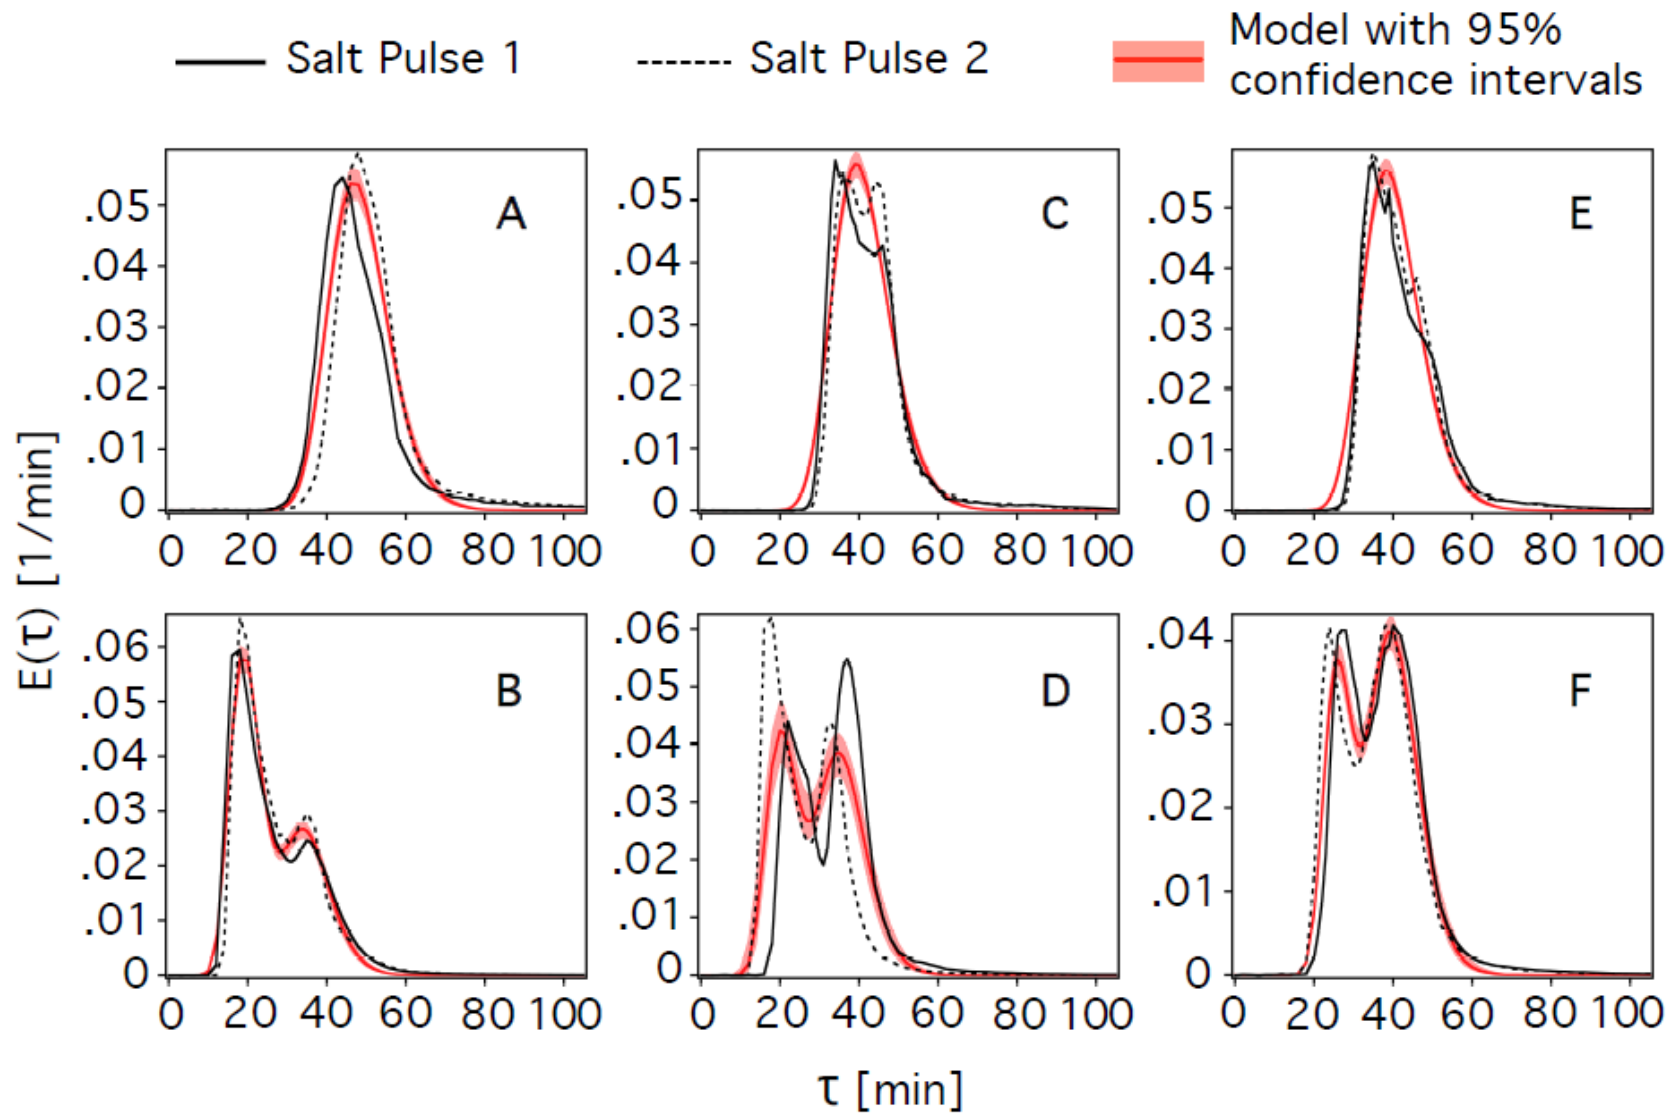 Salt Pulse 1
Salt Pulse 2
Model with 95%
confidence intervals
E(τ) [1/min]
A
.05
.04
.03
.02
.01
0
0 20 40 60 80 100
C
.05
.04
.03
.02
.01
0
0 20 40 60 80 100
E
.05
.04
.03
.02
.01
0
0 20 40 60 80 100
B
.06
.05
.04
.03
.02
.01
0
0 20 40 60 80 100
D
.06
.05
.04
.03
.02
.01
0
0 20 40 60 80 100
F
.04
.03
.02
.01
0
0 20 40 60 80 100
τ [min]